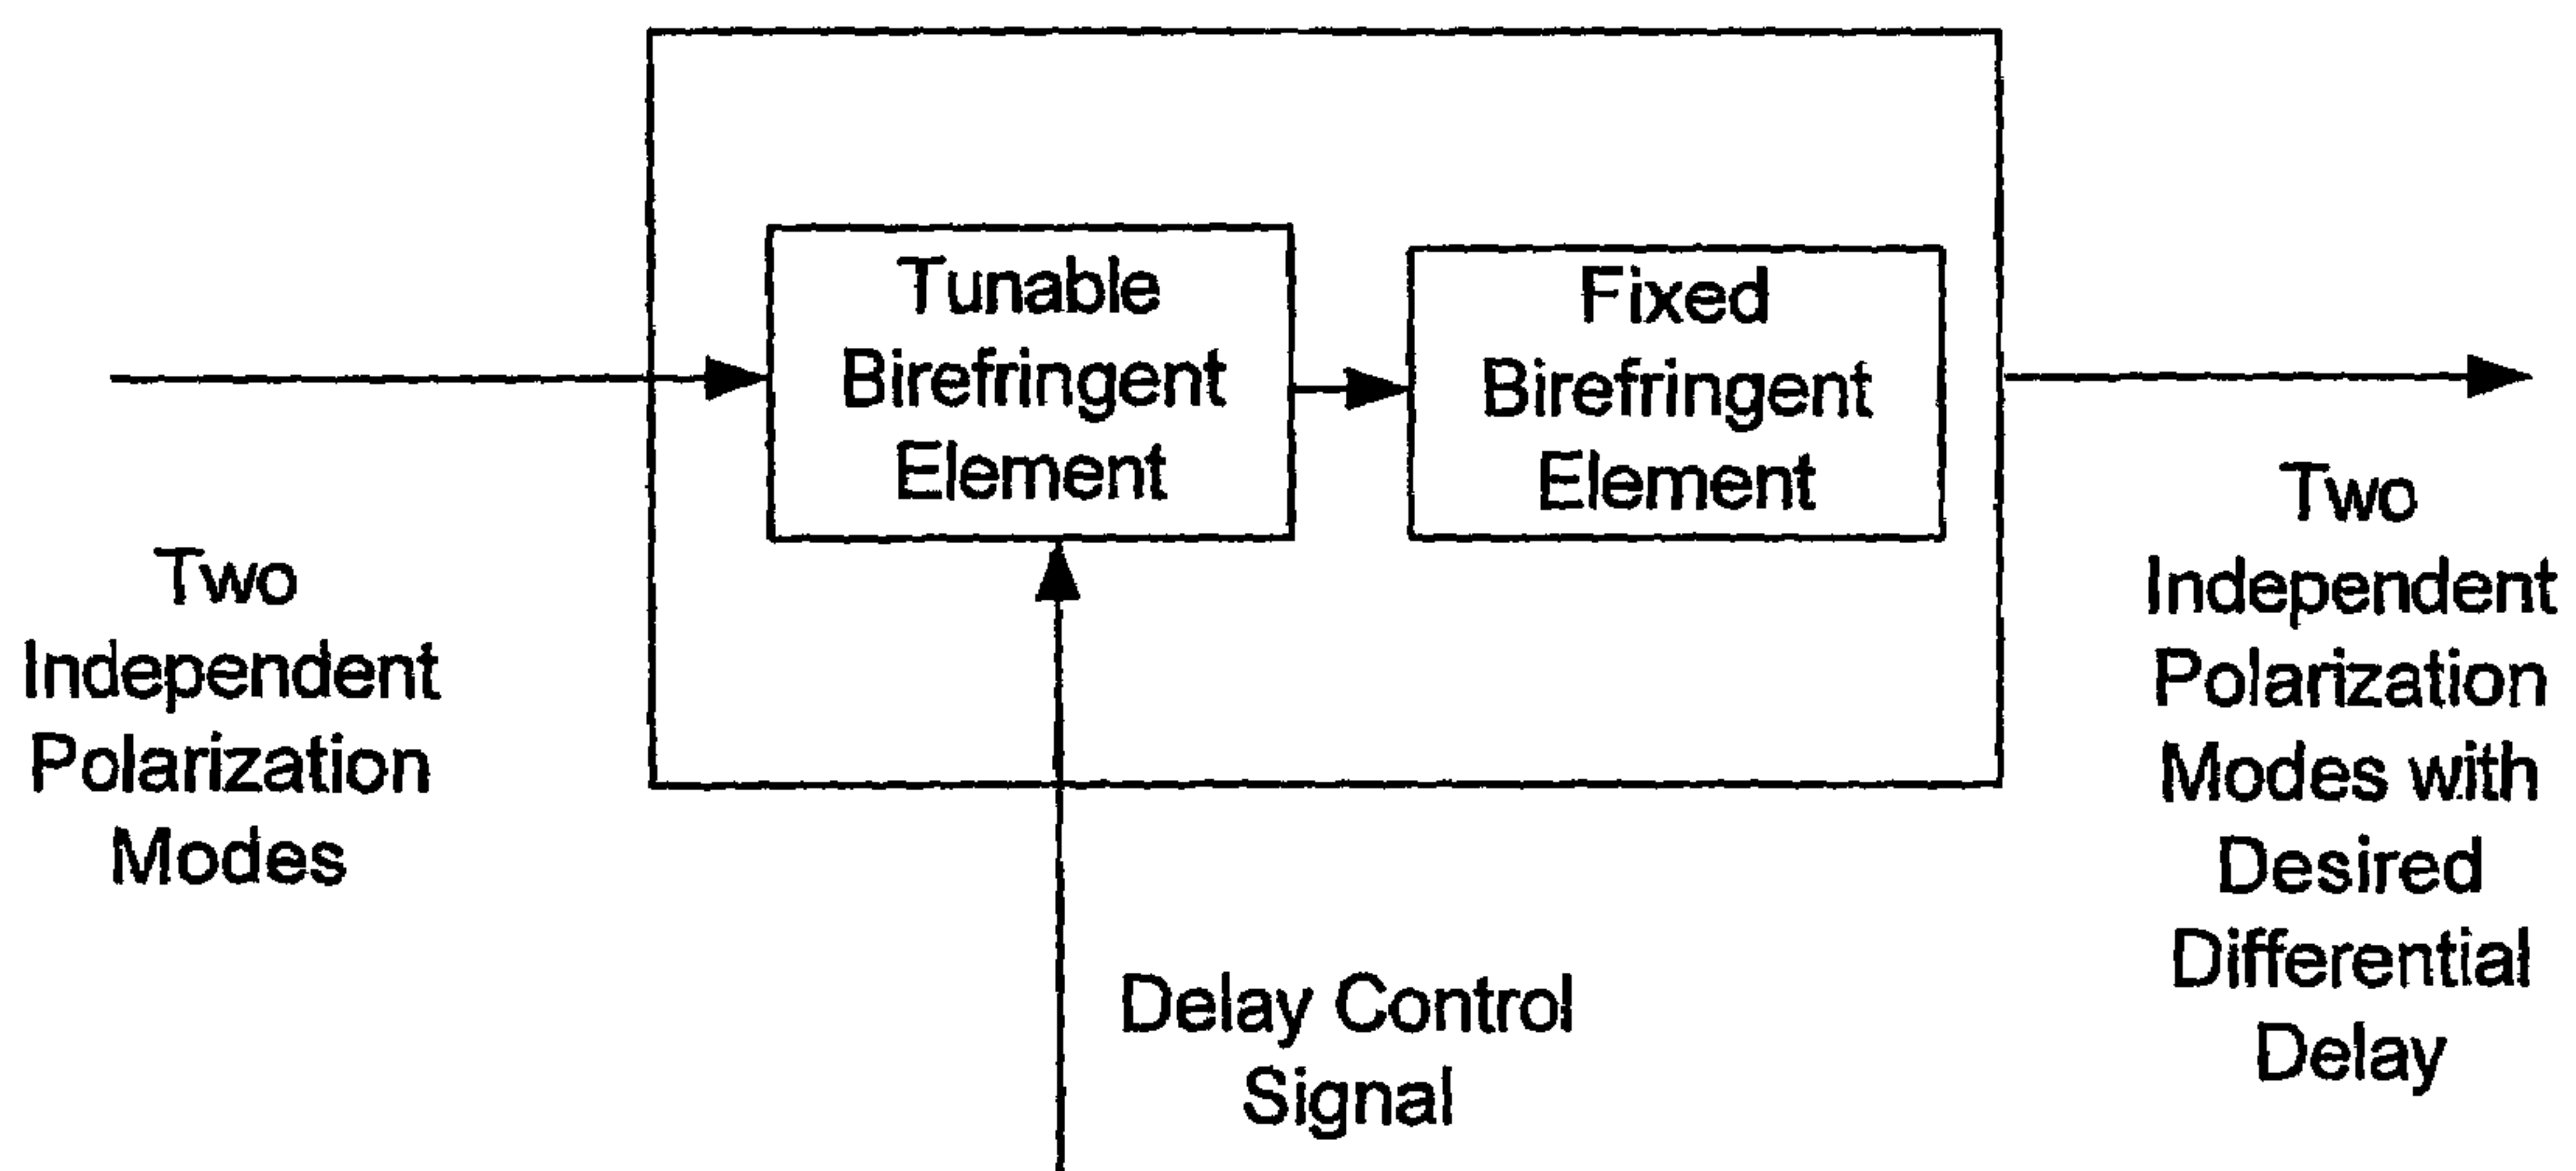 Two
Independent
Polarization
Modes
Tunable
Birefringent
Element
Fixed
Birefringent
Element
Delay Control
Signal
Two
Independent
Polarization
Modes with
Desired
Differential
Delay